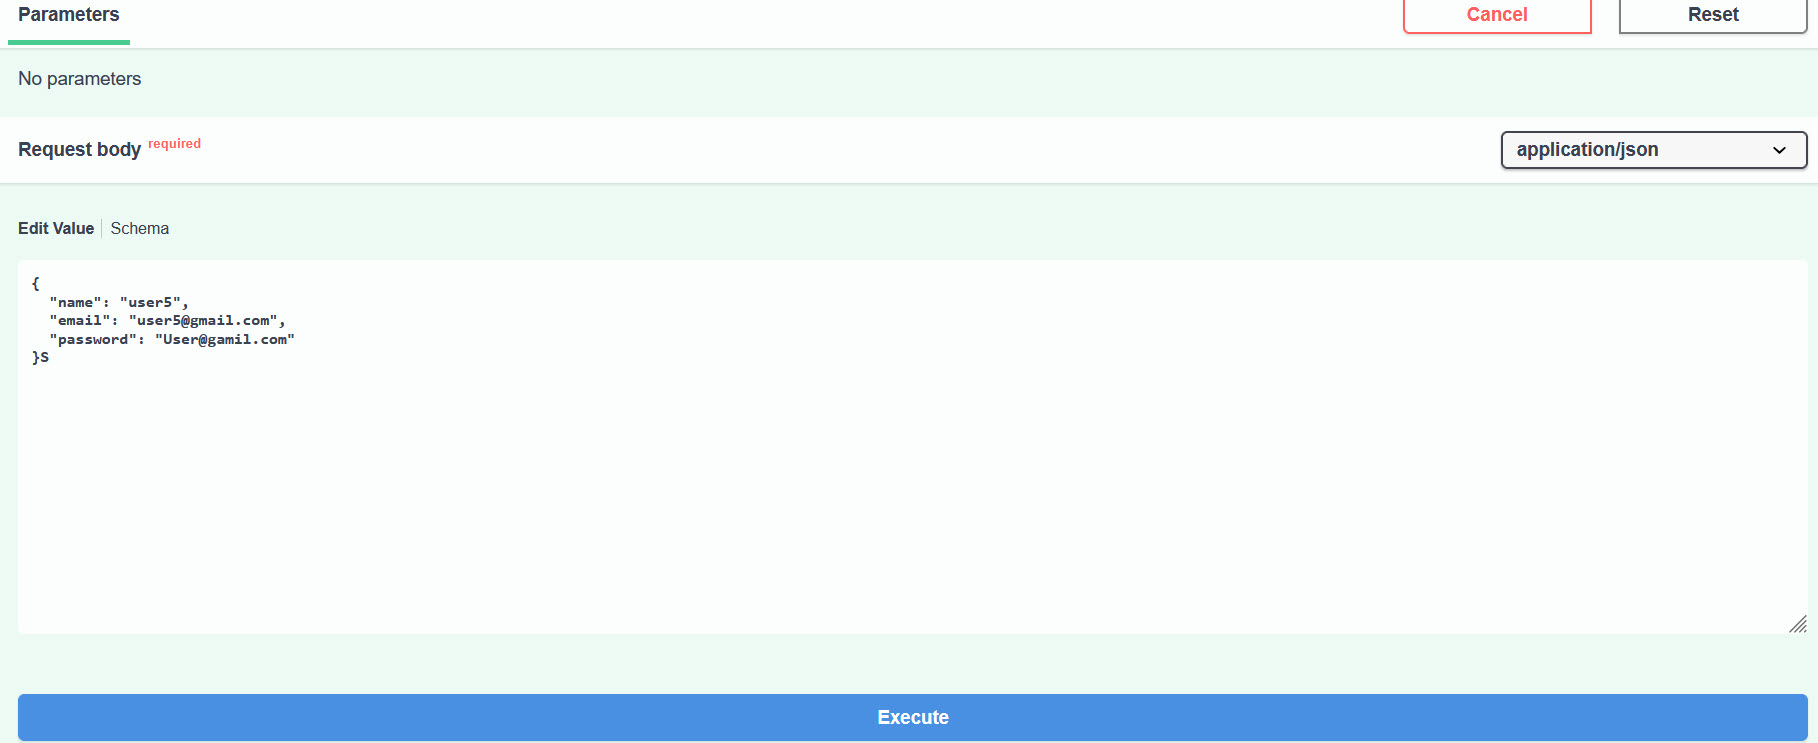 Parameters
Cancel
Reset
No parameters
Request body required
application/json
Edit Value
Schema
{
  "name": "user5",
  "email": "user5@gmail.com",
  "password": "User@gamil.com"
}S
Execute